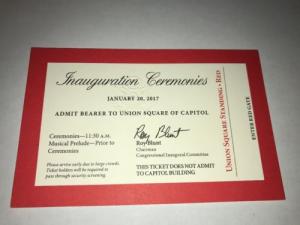 Inauguration Ceremonies
JANUARY 20, 2017
ADMIT BEARER TO UNION SQUARE OF CAPITOL
Ceremonies—11:30 A.M.
Musical Prelude—Prior to
Ceremonies
Please arrive early due to large crowds.
Ticket holders will be required to
pass through security screening.
Roy Blunt
Roy Blunt
Chairman
Congressional Inaugural Committee
THIS TICKET DOES NOT ADMIT
TO CAPITOL BUILDING
UNION SQUARE STANDING • RED
ENTER RED GATE